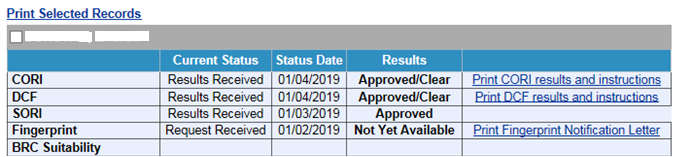 Print Selected Records
Current Status Status Date Results
CORI Results Received 01/04/2019 Approved/Clear Print CORI results and instructions
DCF Results Received 01/04/2019 Approved/Clear Print DCF results and instructions
SORI Results Received 01/03/2019 Approved
Fingerprint Request Received 01/02/2019 Not Yet Available Print Fingerprint Notification Letter
BRC Suitability